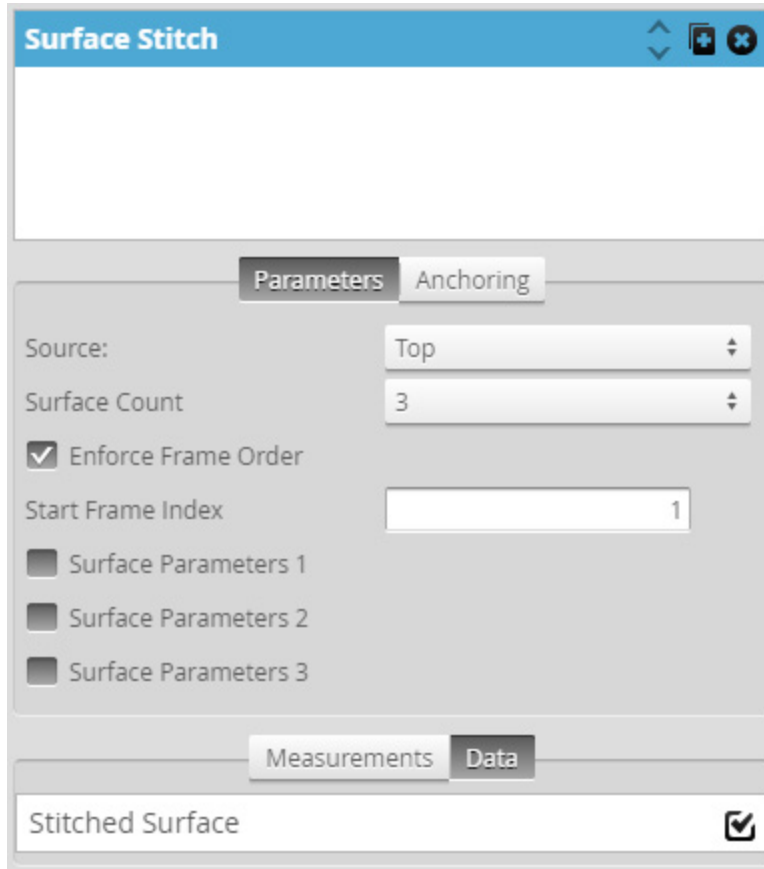 Surface Stitch
Parameters Anchoring
Source: Top
Surface Count 3
Enforce Frame Order
Start Frame Index 1
Surface Parameters 1
Surface Parameters 2
Surface Parameters 3
Measurements Data
Stitched Surface